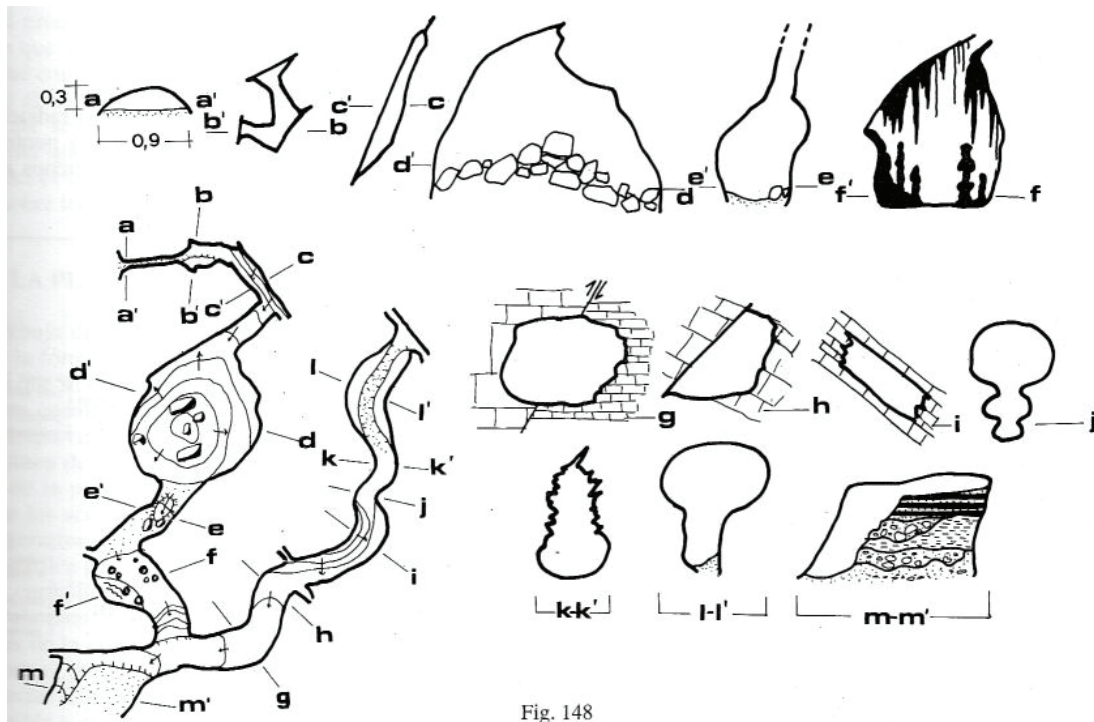 0,3
a
a'
0,9
b'
b
c'
c
d'
d
e'
e
f'
f
a
a'
b
b'
c
c'
d'
d
e'
e
f
f'
m
m'
g
h
i
j
k
k'
l
l'
g
h
i
j
k-k'
l-l'
m-m'
Fig. 148